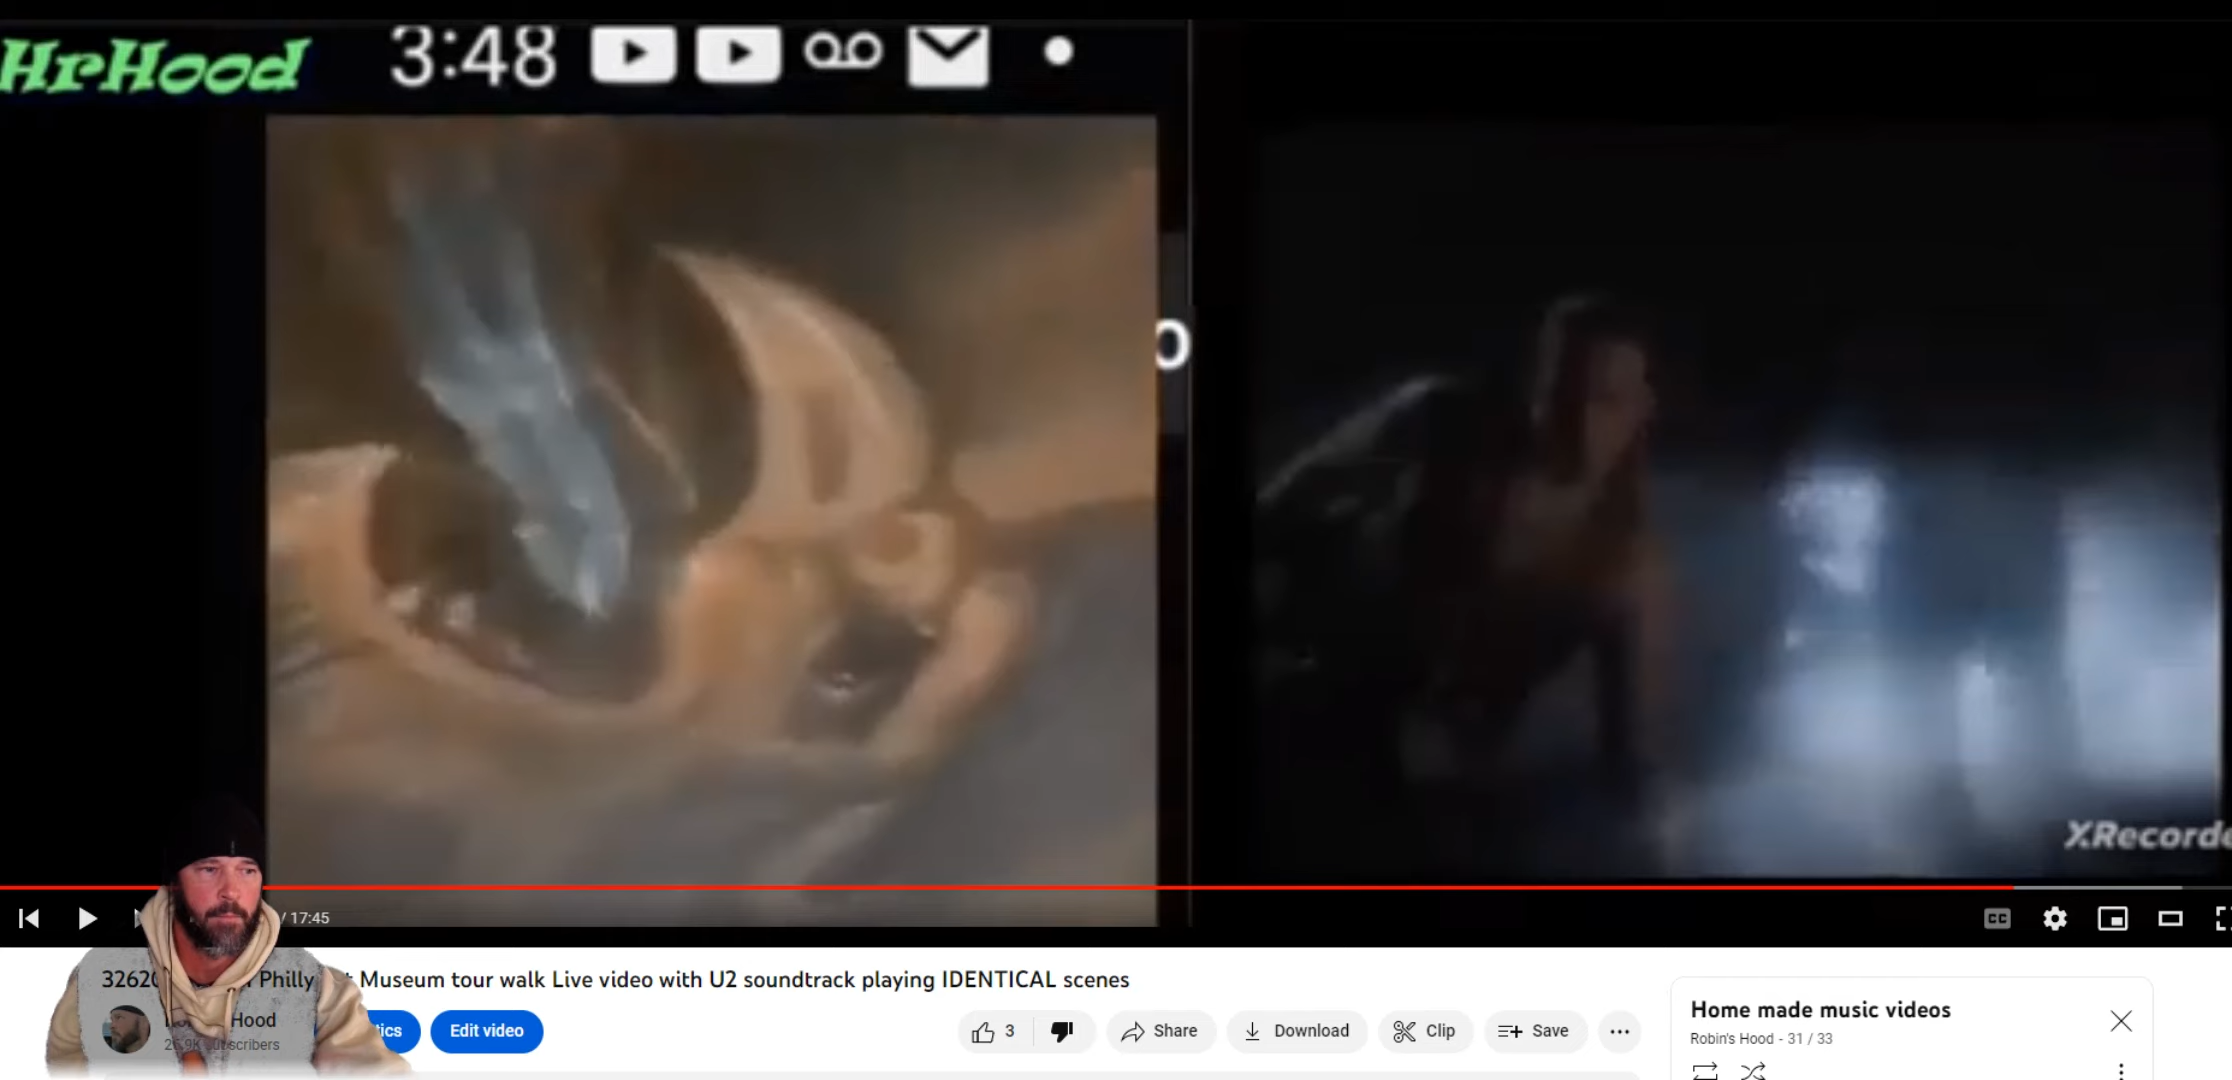 HrHood
3:48
XRecorde
/ 17:45
CC
Philly Museum tour walk Live video with U2 soundtrack playing IDENTICAL scenes
Hood
Edit video
3
Share
Download
Clip
Save
Home made music videos
Robin's Hood - 31 / 33